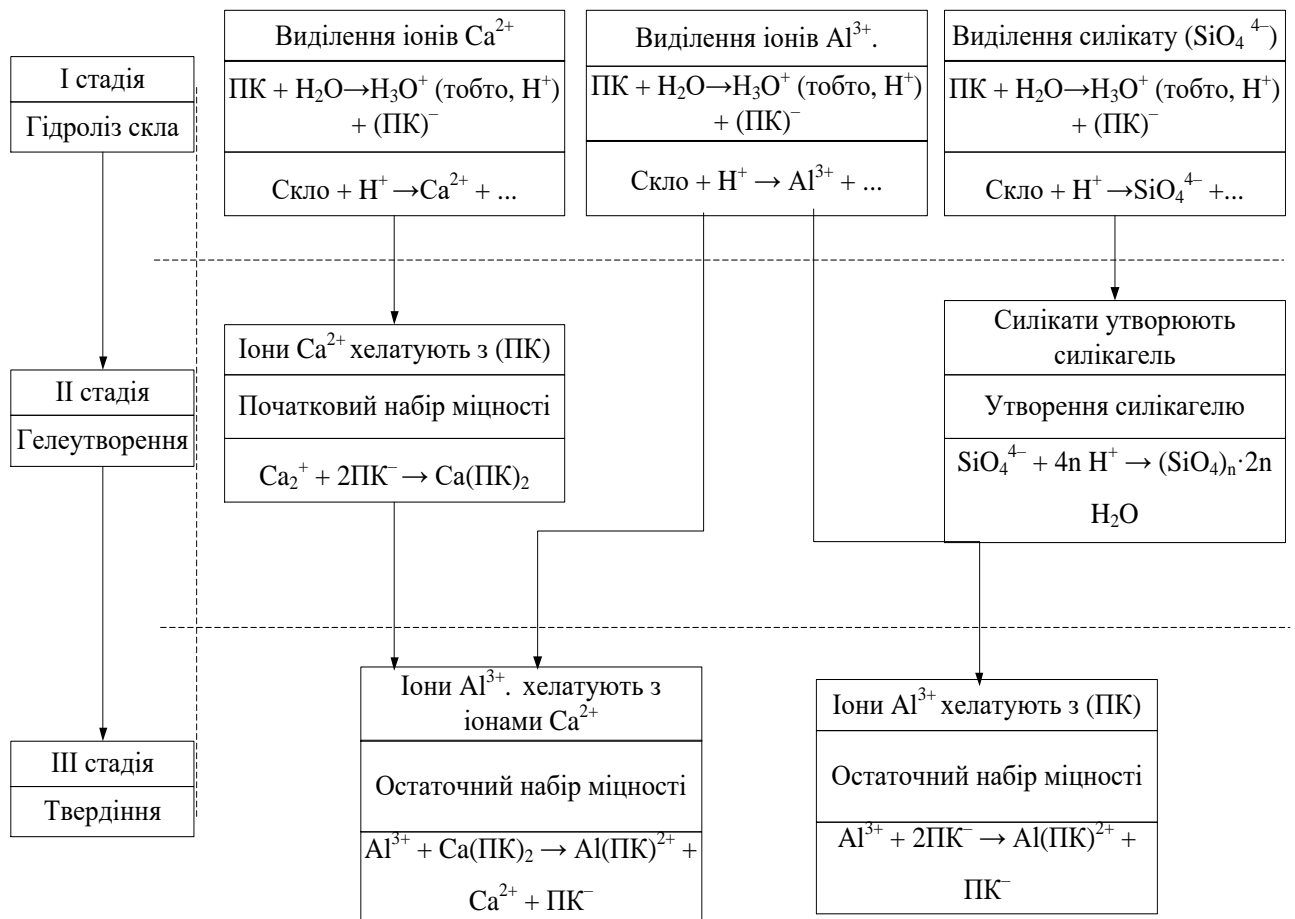 I стадія
Гідроліз скла
Виділення іонів Ca²⁺
ПК + H₂O→H₃O⁺ (тобто, H⁺)
+ (ПК)⁻
Скло + H⁺ →Ca²⁺ + ...
Виділення іонів Al³⁺.
ПК + H₂O→H₃O⁺ (тобто, H⁺)
+ (ПК)⁻
Скло + H⁺ → Al³⁺ + ...
Виділення силікату (SiO₄ ⁴⁻)
ПК + H₂O→H₃O⁺ (тобто, H⁺)
+ (ПК)⁻
Скло + H⁺ →SiO₄⁴⁻ +...
II стадія
Гелеутворення
Іони Ca²⁺ хелатують з (ПК)
Початковий набір міцності
Ca₂⁺ + 2ПК⁻ → Ca(ПК)₂
Силікати утворюють
силікагель
Утворення силікагелю
SiO₄⁴⁻ + 4n H⁺ → (SiO₄)ₙ·2n
H₂O
III стадія
Твердіння
Іони Al³⁺. хелатують з
іонами Ca²⁺
Остаточний набір міцності
Al³⁺ + Ca(ПК)₂ → Al(ПК)²⁺ +
Ca²⁺ + ПК⁻
Іони Al³⁺ хелатують з (ПК)
Остаточний набір міцності
Al³⁺ + 2ПК⁻ → Al(ПК)²⁺ +
ПК⁻